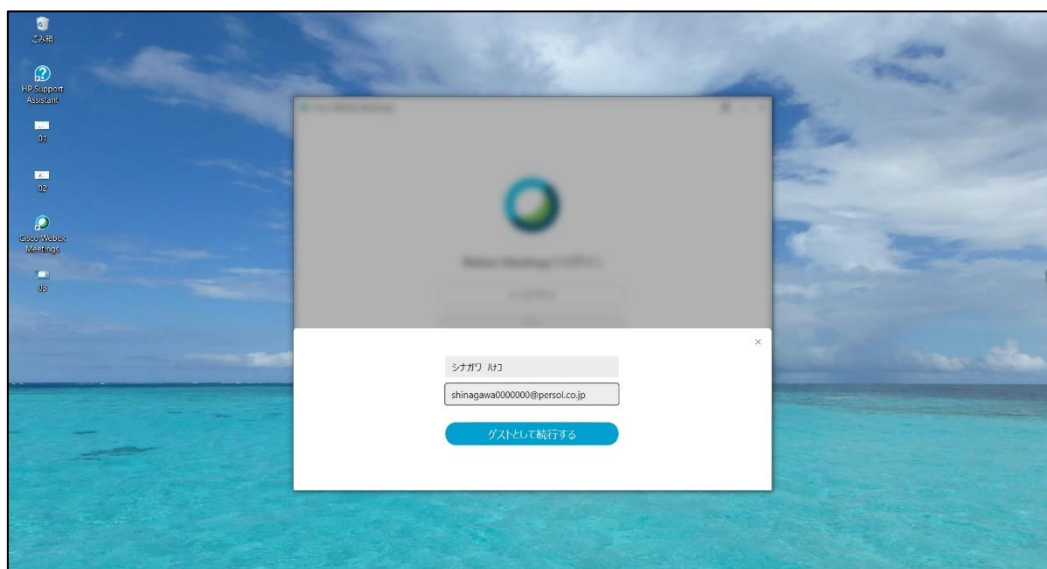 ごみ箱
HP Support
Assistant
01
02
Cisco Webex
Meetings
03
シナガワ ハナコ
shinagawa0000000@persol.co.jp
ゲストとして続行する